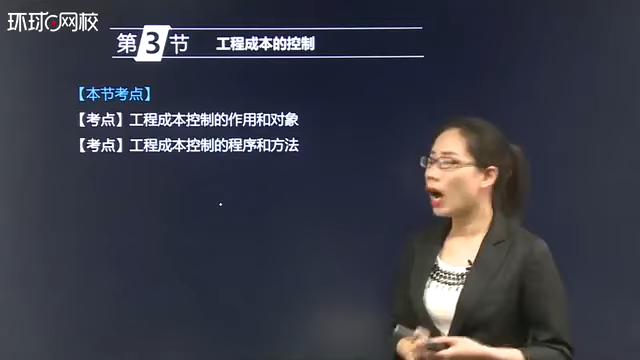 环球网校
第3节 工程成本的控制
【本节考点】
【考点】工程成本控制的作用和对象
【考点】工程成本控制的程序和方法